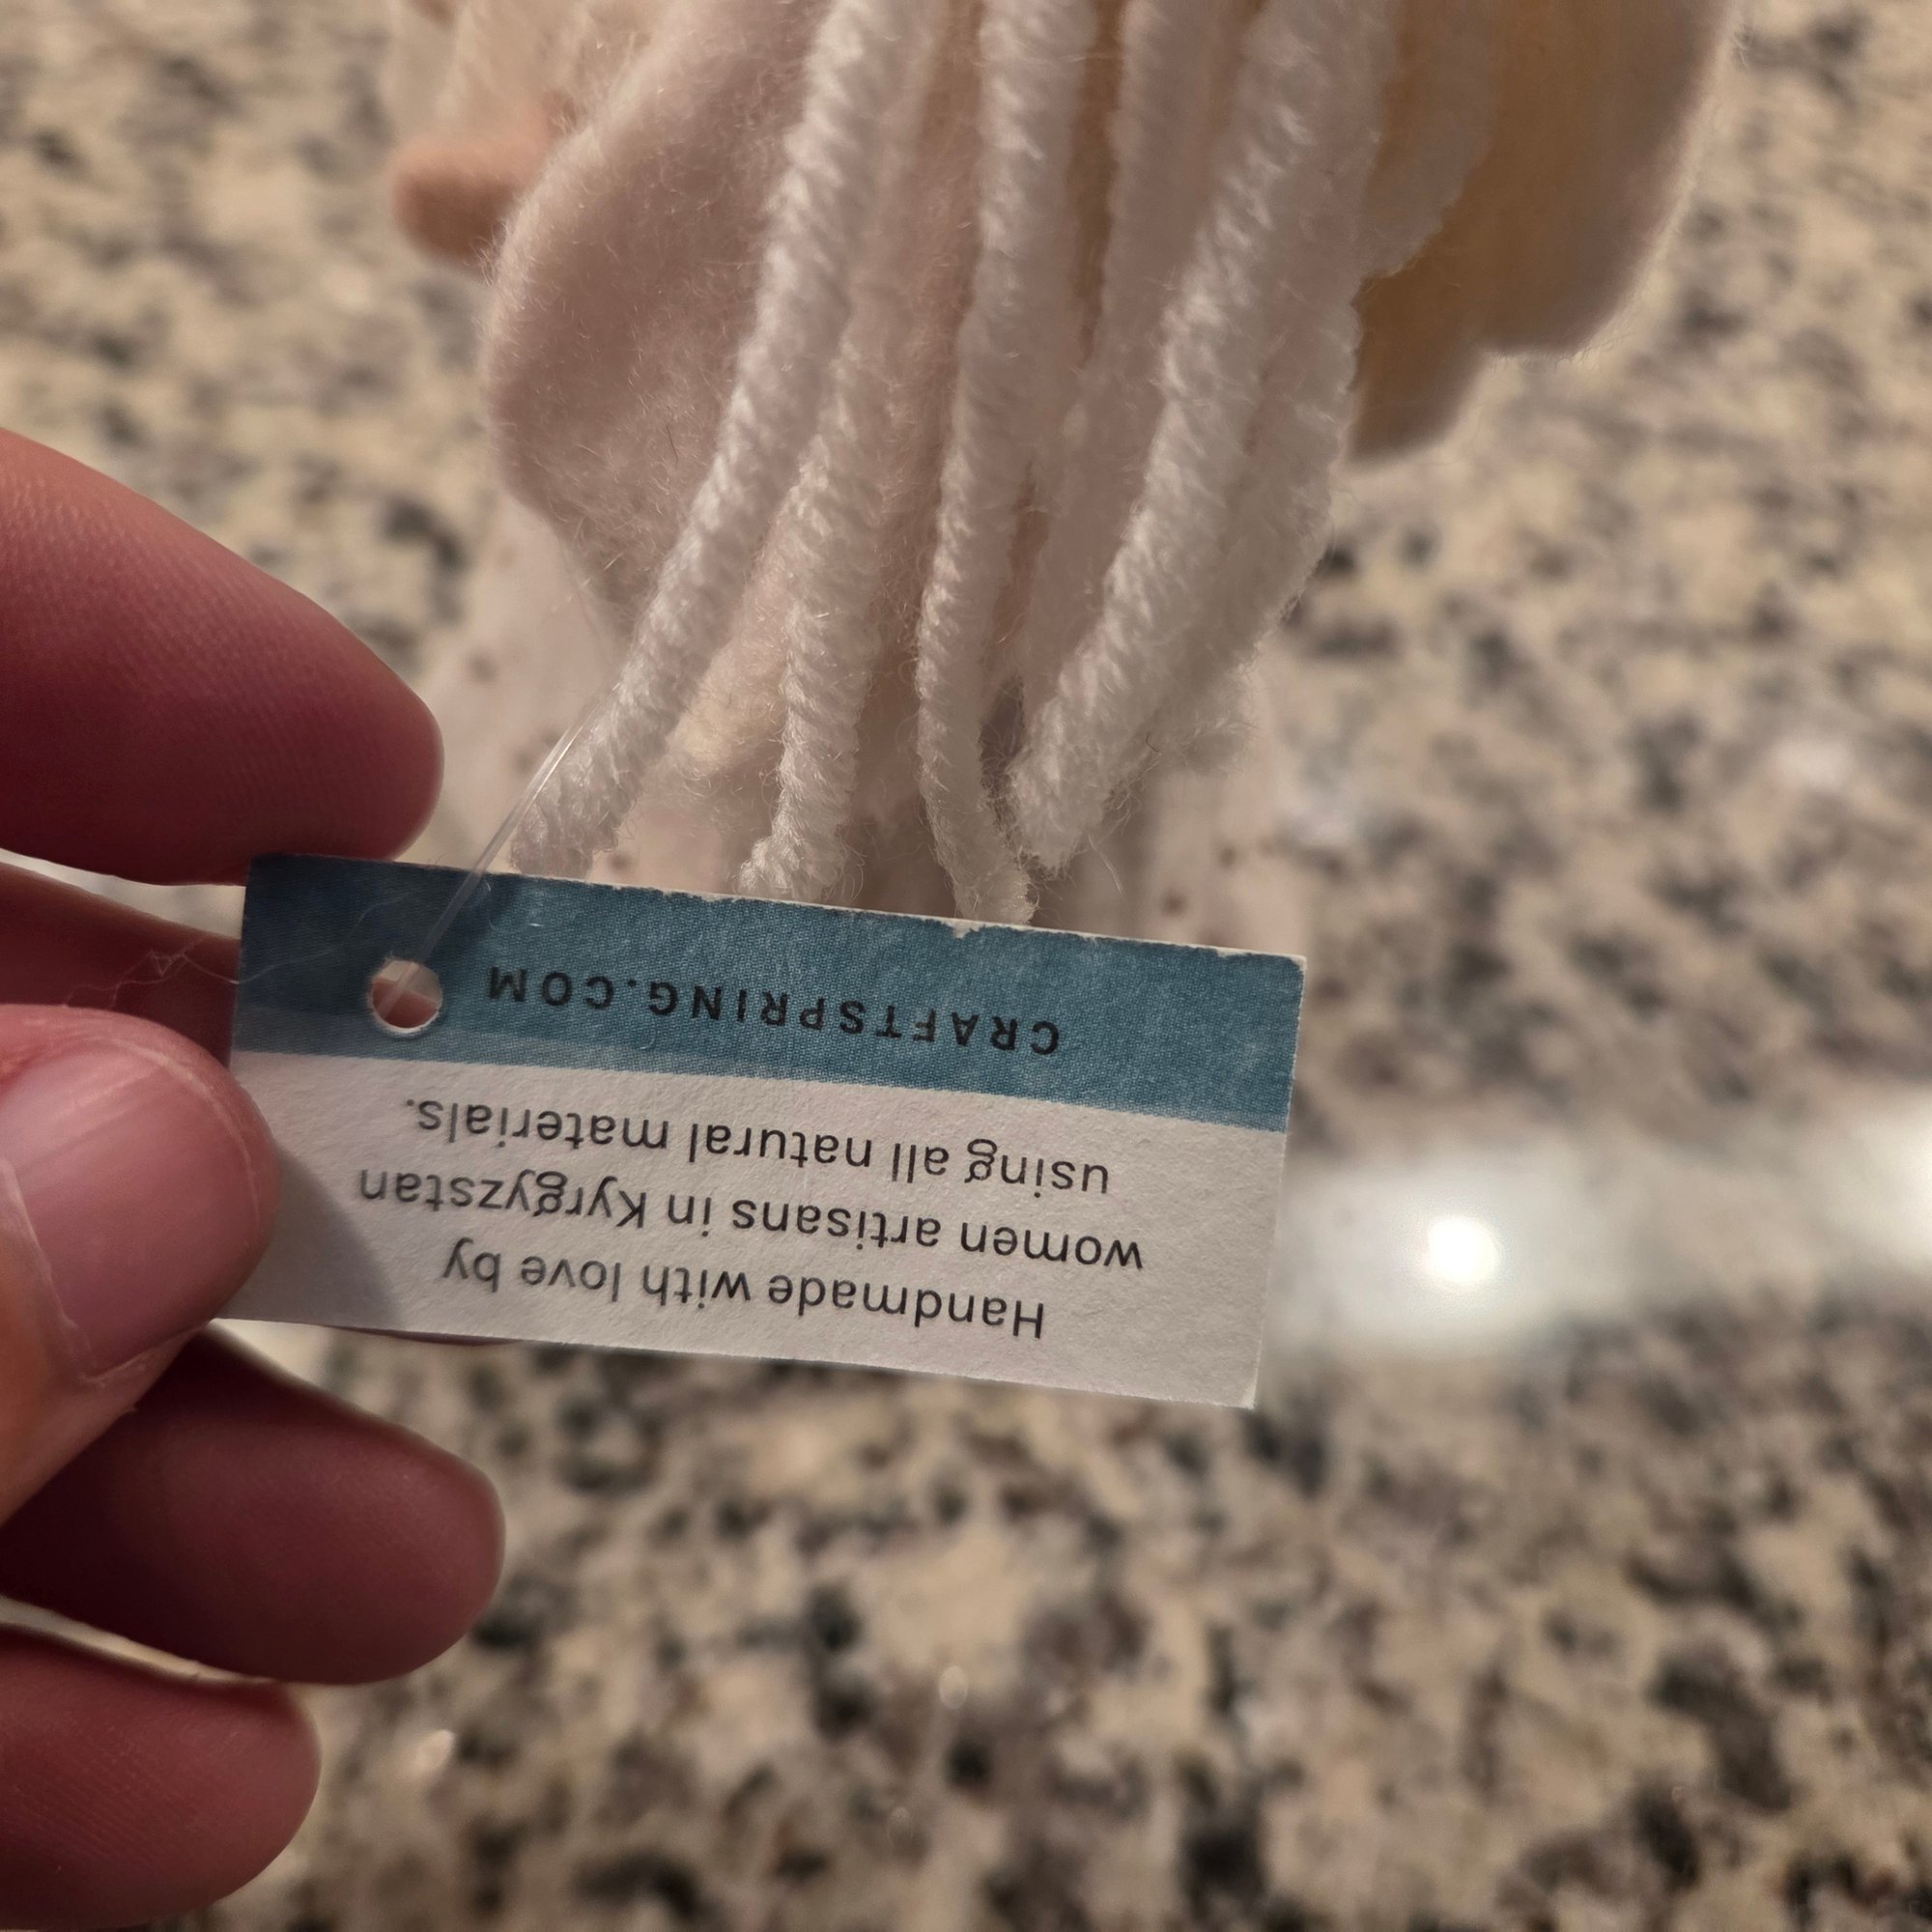 Handmade with love by
women artisans in Kyrgyzstan
using all natural materials.
CRAFTSPRING.COM